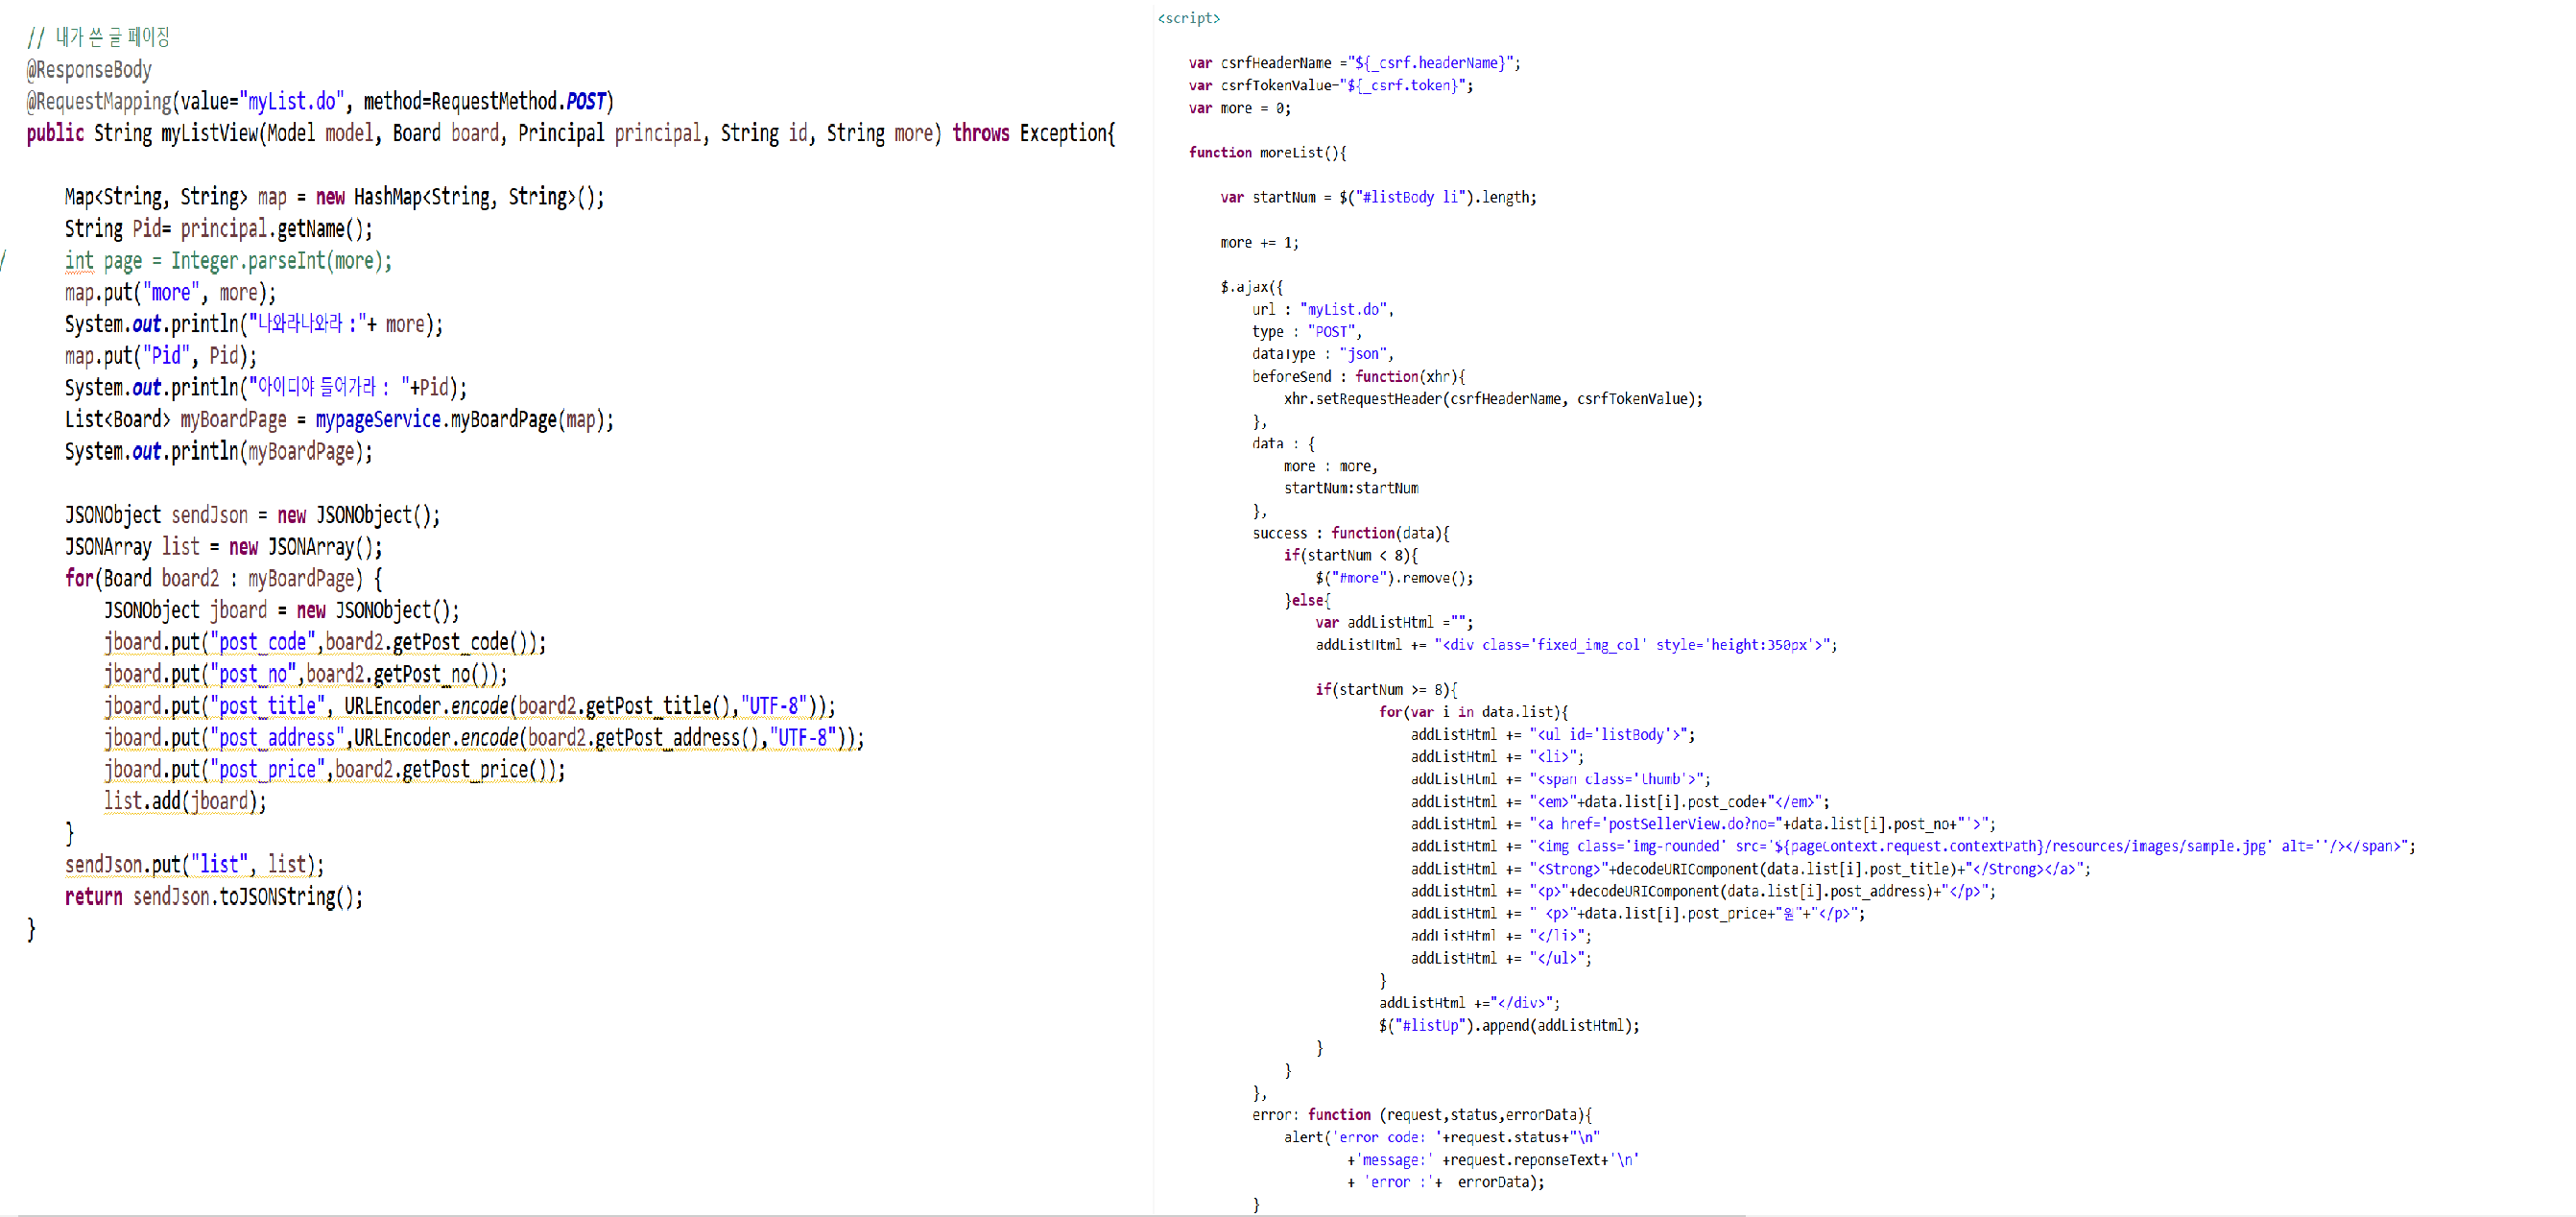 // 내가 쓴 글 페이징
@ResponseBody
@RequestMapping(value="myList.do", method=RequestMethod.POST)
public String myListView(Model model, Board board, Principal principal, String id, String more) throws Exception{
Map<String, String> map = new HashMap<String, String>();
String Pid= principal.getName();
/ int page = Integer.parseInt(more);
map.put("more", more);
System.out.println("나와라나와라 :"+ more);
map.put("Pid", Pid);
System.out.println("아이디야 들어가라 : "+Pid);
List<Board> myBoardPage = mypageService.myBoardPage(map);
System.out.println(myBoardPage);
JSONObject sendJson = new JSONObject();
JSONArray list = new JSONArray();
for(Board board2 : myBoardPage) {
JSONObject jboard = new JSONObject();
jboard.put("post_code",board2.getPost_code());
jboard.put("post_no",board2.getPost_no());
jboard.put("post_title", URLEncoder.encode(board2.getPost_title(),"UTF-8"));
jboard.put("post_address",URLEncoder.encode(board2.getPost_address(),"UTF-8"));
jboard.put("post_price",board2.getPost_price());
list.add(jboard);
}
sendJson.put("list", list);
return sendJson.toJSONString();
}
<script>
var csrfHeaderName ="${_csrf.headerName}";
var csrfTokenValue="${_csrf.token}";
var more = 0;
function moreList(){
var startNum = $("#listBody li").length;
more += 1;
$.ajax({
url : "myList.do",
type : "POST",
dataType : "json",
beforeSend : function(xhr){
xhr.setRequestHeader(csrfHeaderName, csrfTokenValue);
},
data : {
more : more,
startNum:startNum
},
success : function(data){
if(startNum < 8){
$("#more").remove();
}else{
var addListHtml ="";
addListHtml += "<div class='fixed_img_col' style='height:350px'>";
if(startNum >= 8){
for(var i in data.list){
addListHtml += "<ul id='listBody'>";
addListHtml += "<li>";
addListHtml += "<span class='thumb'>";
addListHtml += "<em>"+data.list[i].post_code+"</em>";
addListHtml += "<a href='postSellerView.do?no="+data.list[i].post_no+"'>";
addListHtml += "<img class='img-rounded' src='${pageContext.request.contextPath}/resources/images/sample.jpg' alt=''/></span>";
addListHtml += "<Strong>"+decodeURIComponent(data.list[i].post_title)+"</Strong></a>";
addListHtml += "<p>"+decodeURIComponent(data.list[i].post_address)+"</p>";
addListHtml += " <p>"+data.list[i].post_price+"원"+"</p>";
addListHtml += "</li>";
addListHtml += "</ul>";
}
addListHtml +="</div>";
$("#listUp").append(addListHtml);
}
}
},
error: function (request,status,errorData){
alert('error code: '+request.status+"\n"
+'message:' +request.reponseText+'\n'
+ 'error :'+  errorData);
}